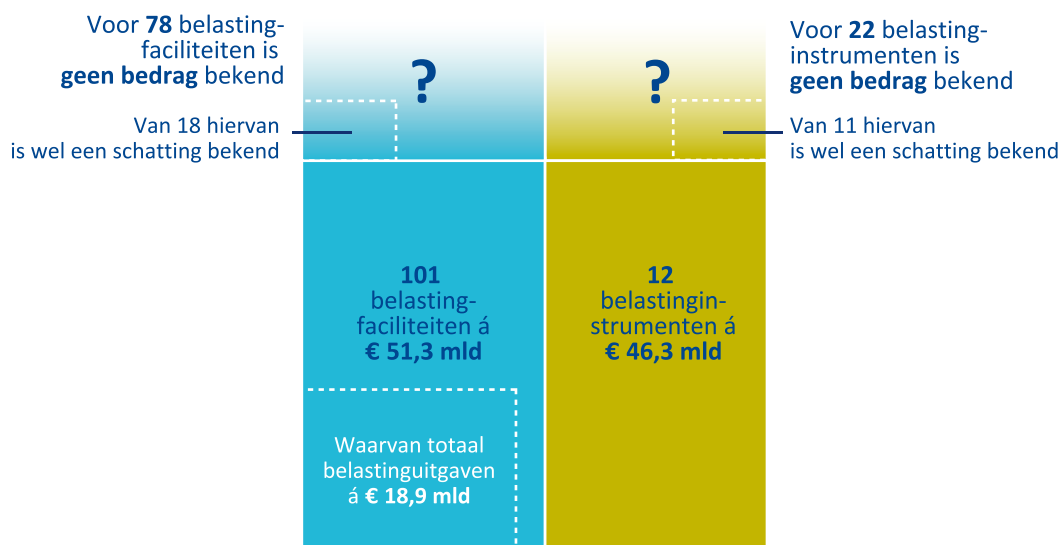 Voor 78 belasting-
faciliteiten is
geen bedrag bekend
Van 18 hiervan
is wel een schatting bekend
?
?
Voor 22 belasting-
instrumenten is
geen bedrag bekend
Van 11 hiervan
is wel een schatting bekend
101
belasting-
faciliteiten á
€ 51,3 mld
12
belastingin-
strumenten á
€ 46,3 mld
Waarvan totaal
belastinguitgaven
á € 18,9 mld